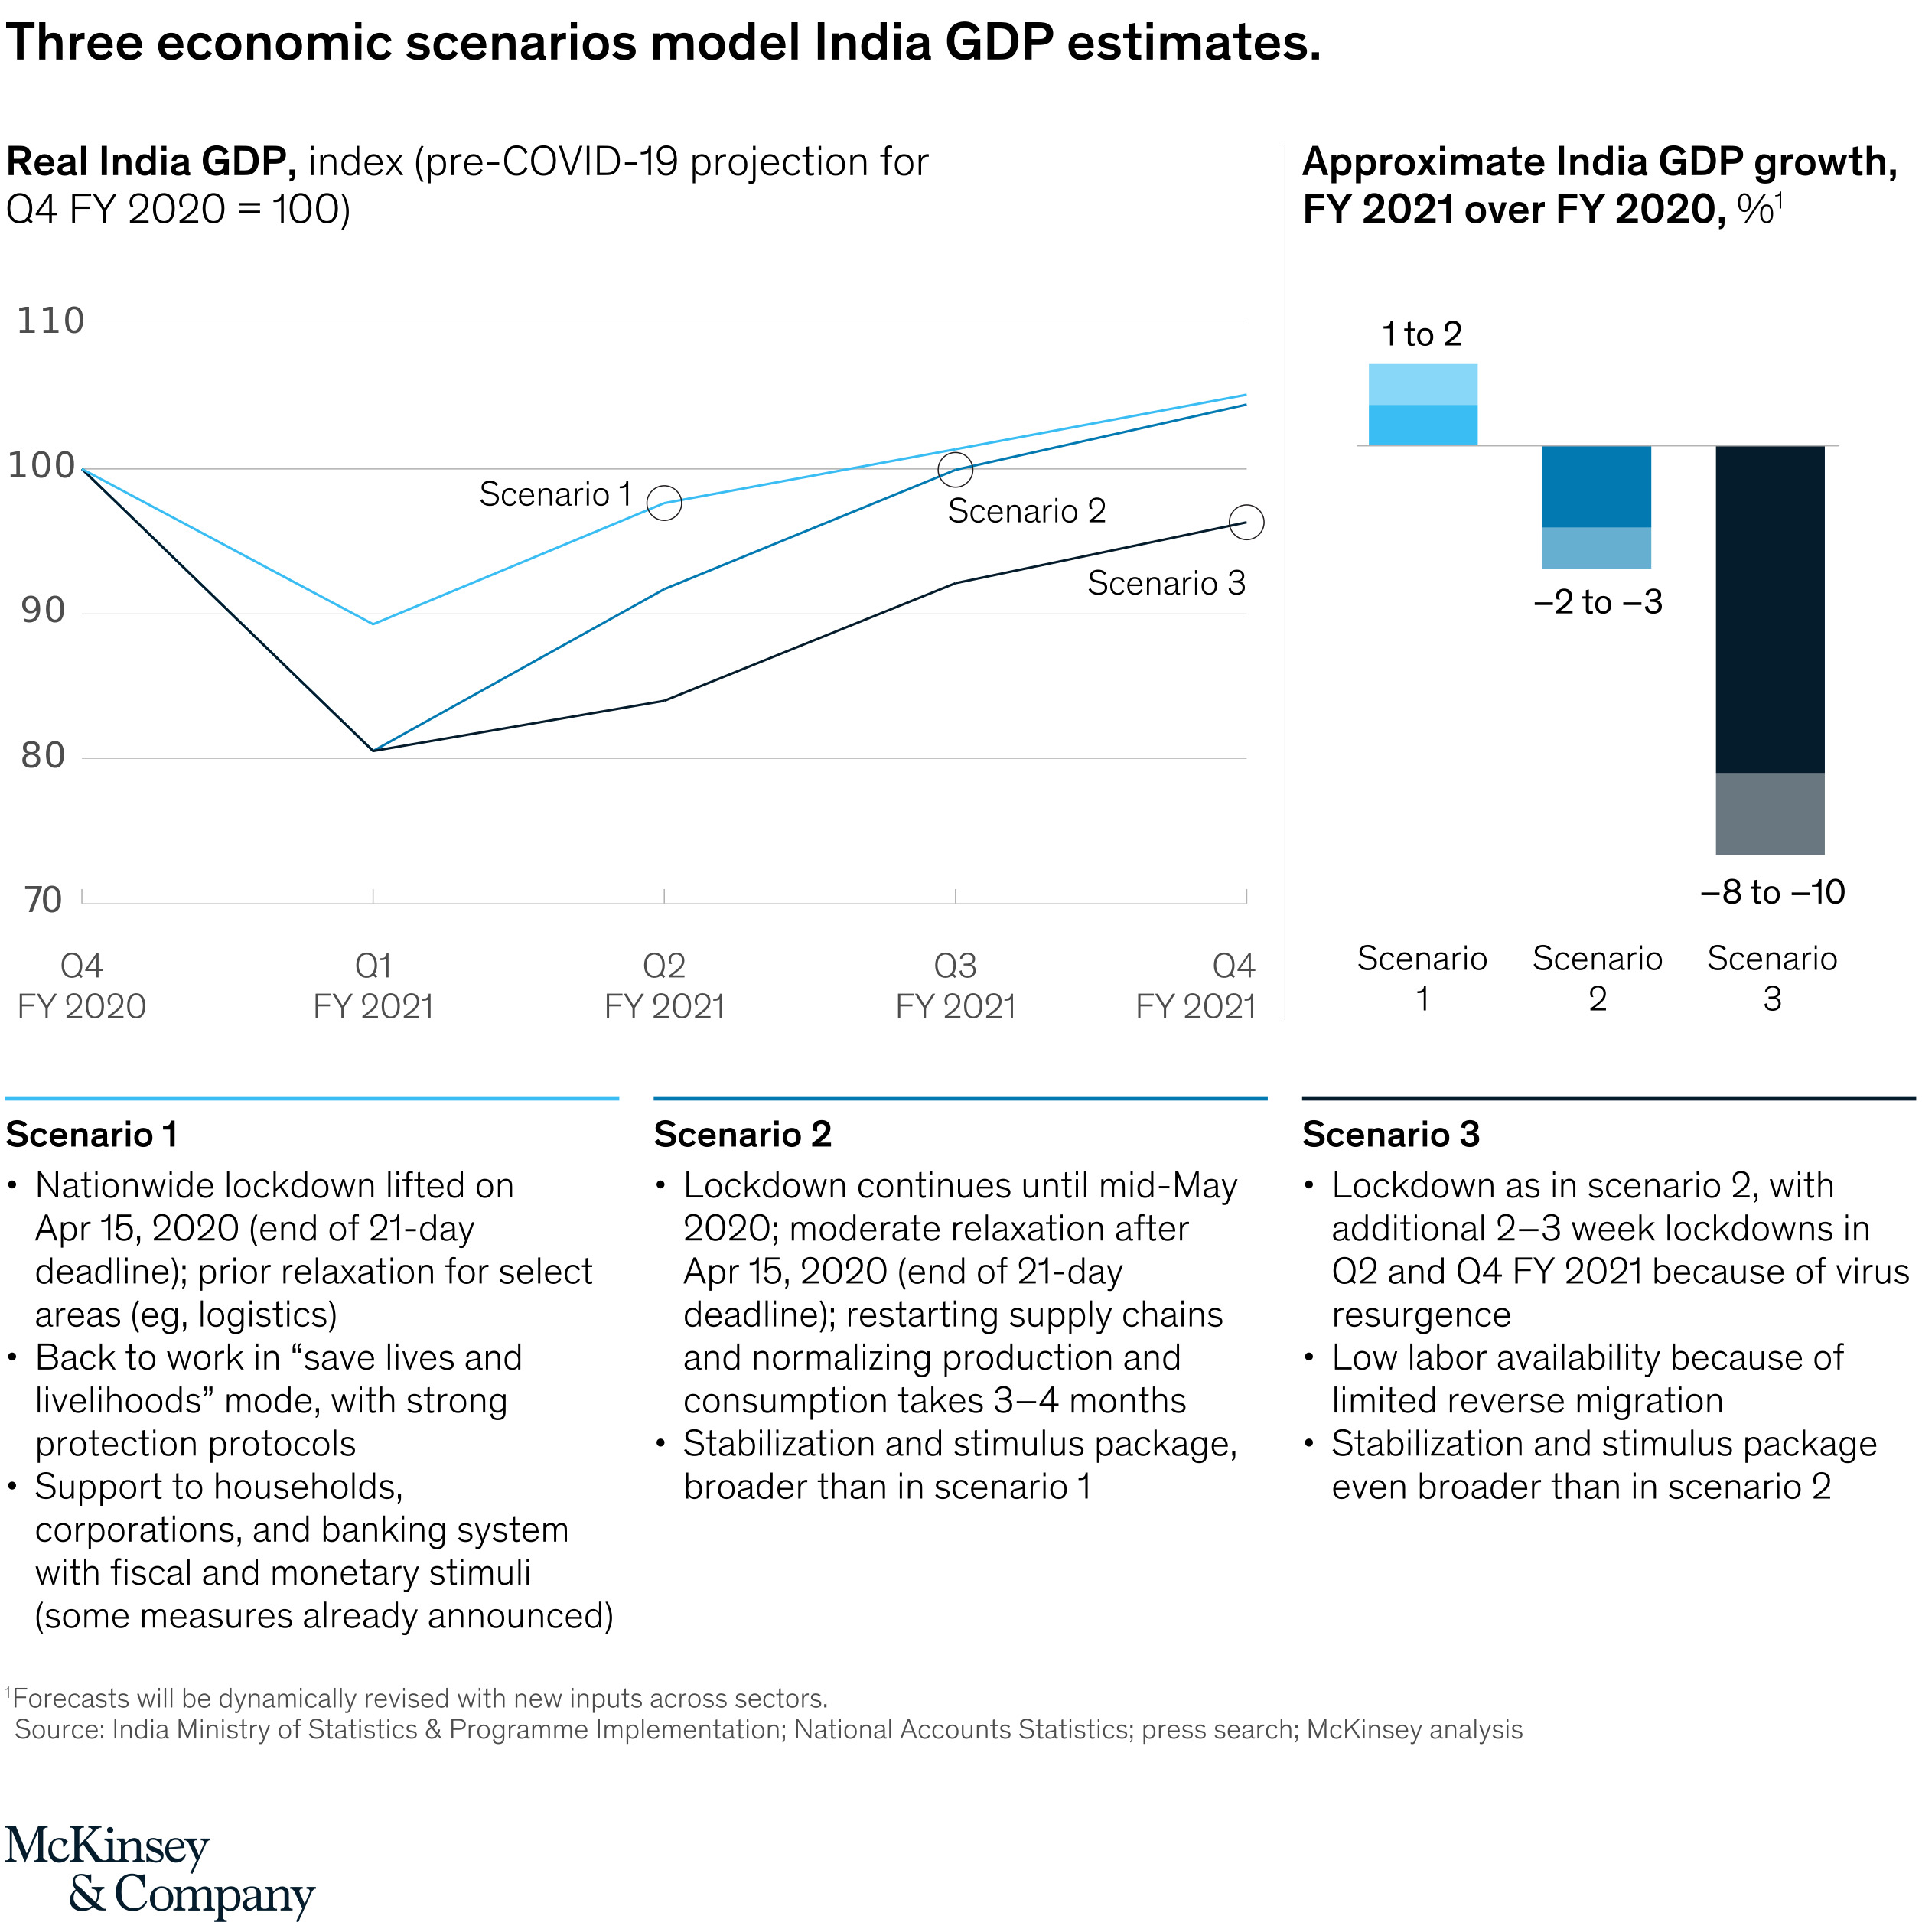 Three economic scenarios model India GDP estimates.
Real India GDP, index (pre-COVID-19 projection for
Q4 FY 2020 = 100)
110
100
90
80
70
Scenario 1
Scenario 2
Scenario 3
Q4
FY 2020
Q1
FY 2021
Q2
FY 2021
Q3
FY 2021
Q4
FY 2021
Approximate India GDP growth,
FY 2021 over FY 2020, %¹
1 to 2
–2 to –3
–8 to –10
Scenario
1
Scenario
2
Scenario
3
Scenario 1
• Nationwide lockdown lifted on
Apr 15, 2020 (end of 21-day
deadline); prior relaxation for select
areas (eg, logistics)
• Back to work in “save lives and
livelihoods” mode, with strong
protection protocols
• Support to households,
corporations, and banking system
with fiscal and monetary stimuli
(some measures already announced)
Scenario 2
• Lockdown continues until mid-May
2020; moderate relaxation after
Apr 15, 2020 (end of 21-day
deadline); restarting supply chains
and normalizing production and
consumption takes 3–4 months
• Stabilization and stimulus package,
broader than in scenario 1
Scenario 3
• Lockdown as in scenario 2, with
additional 2–3 week lockdowns in
Q2 and Q4 FY 2021 because of virus
resurgence
• Low labor availability because of
limited reverse migration
• Stabilization and stimulus package
even broader than in scenario 2
¹Forecasts will be dynamically revised with new inputs across sectors.
Source: India Ministry of Statistics & Programme Implementation; National Accounts Statistics; press search; McKinsey analysis
McKinsey
& Company